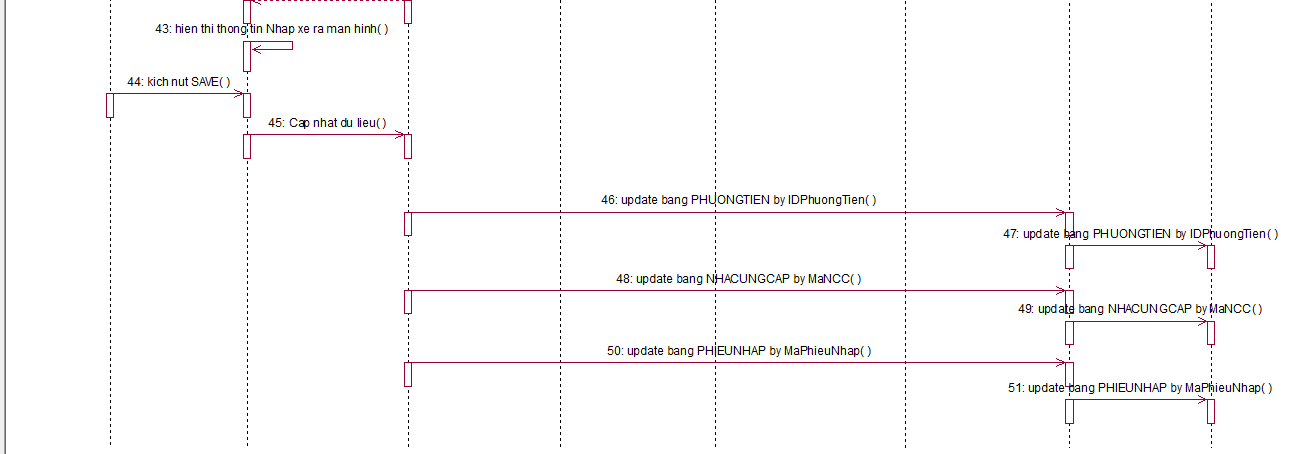 43: hien thi thong tin Nhap xe ra man hinh( )
44: kich nut SAVE( )
45: Cap nhat du lieu( )
46: update bang PHUONGTIEN by IDPhuongTien( )
47: update bang PHUONGTIEN by IDPhuongTien( )
48: update bang NHACUNGCAP by MaNCC( )
49: update bang NHACUNGCAP by MaNCC( )
50: update bang PHIEUNHAP by MaPhieuNhap( )
51: update bang PHIEUNHAP by MaPhieuNhap( )